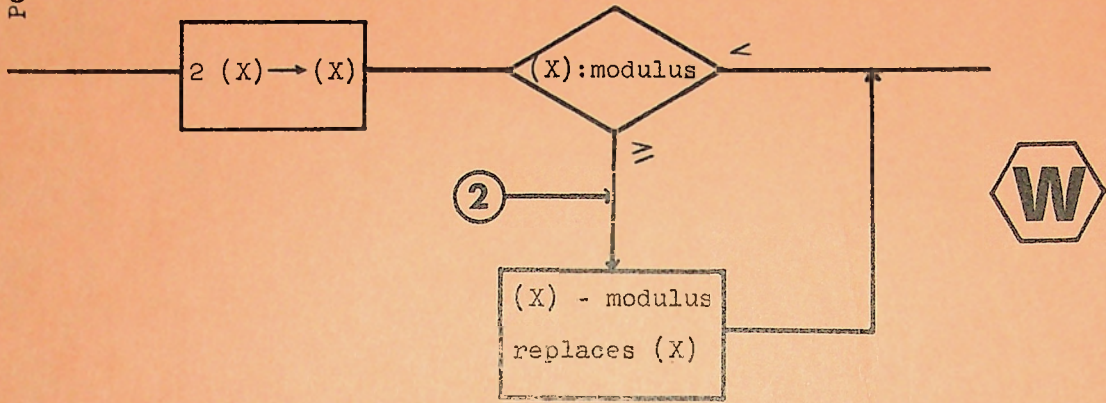 2 (X)→(X)
(X):modulus
<
≥
2
W
(X) - modulus
replaces (X)